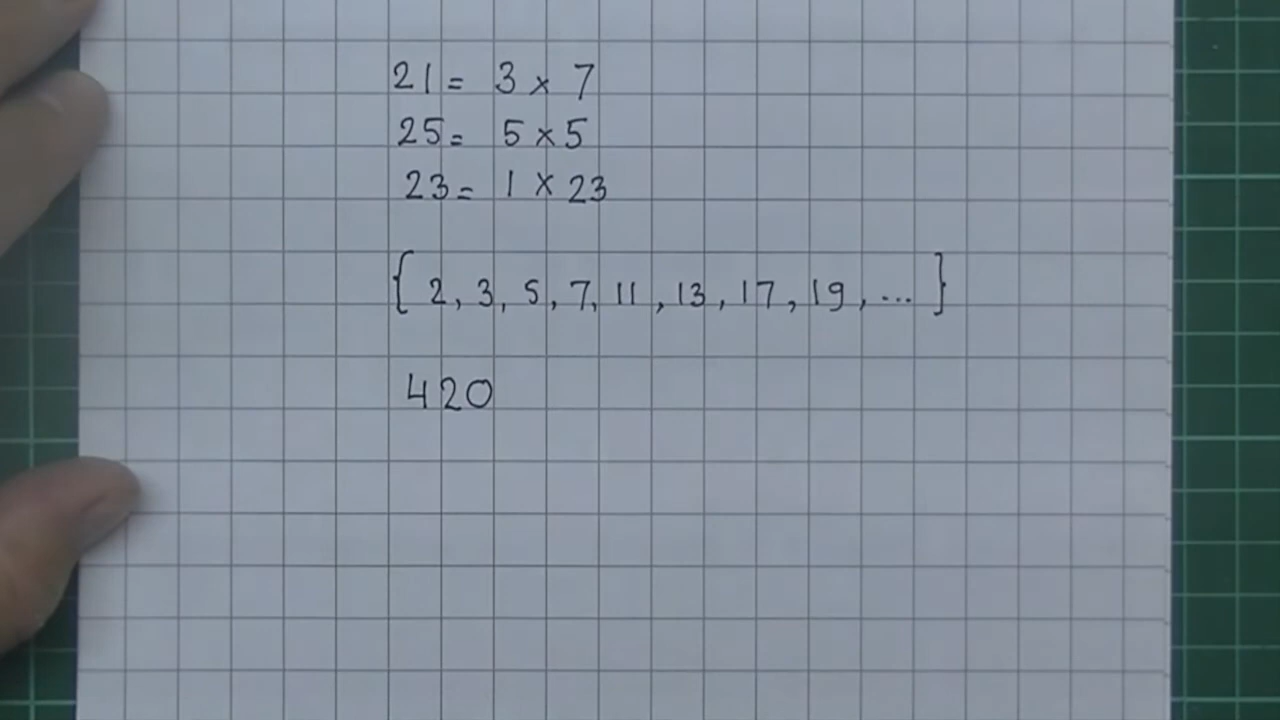 21 = 3 × 7
25 = 5 × 5
23 = 1 × 23
{ 2, 3, 5, 7, 11, 13, 17, 19, ... }
420